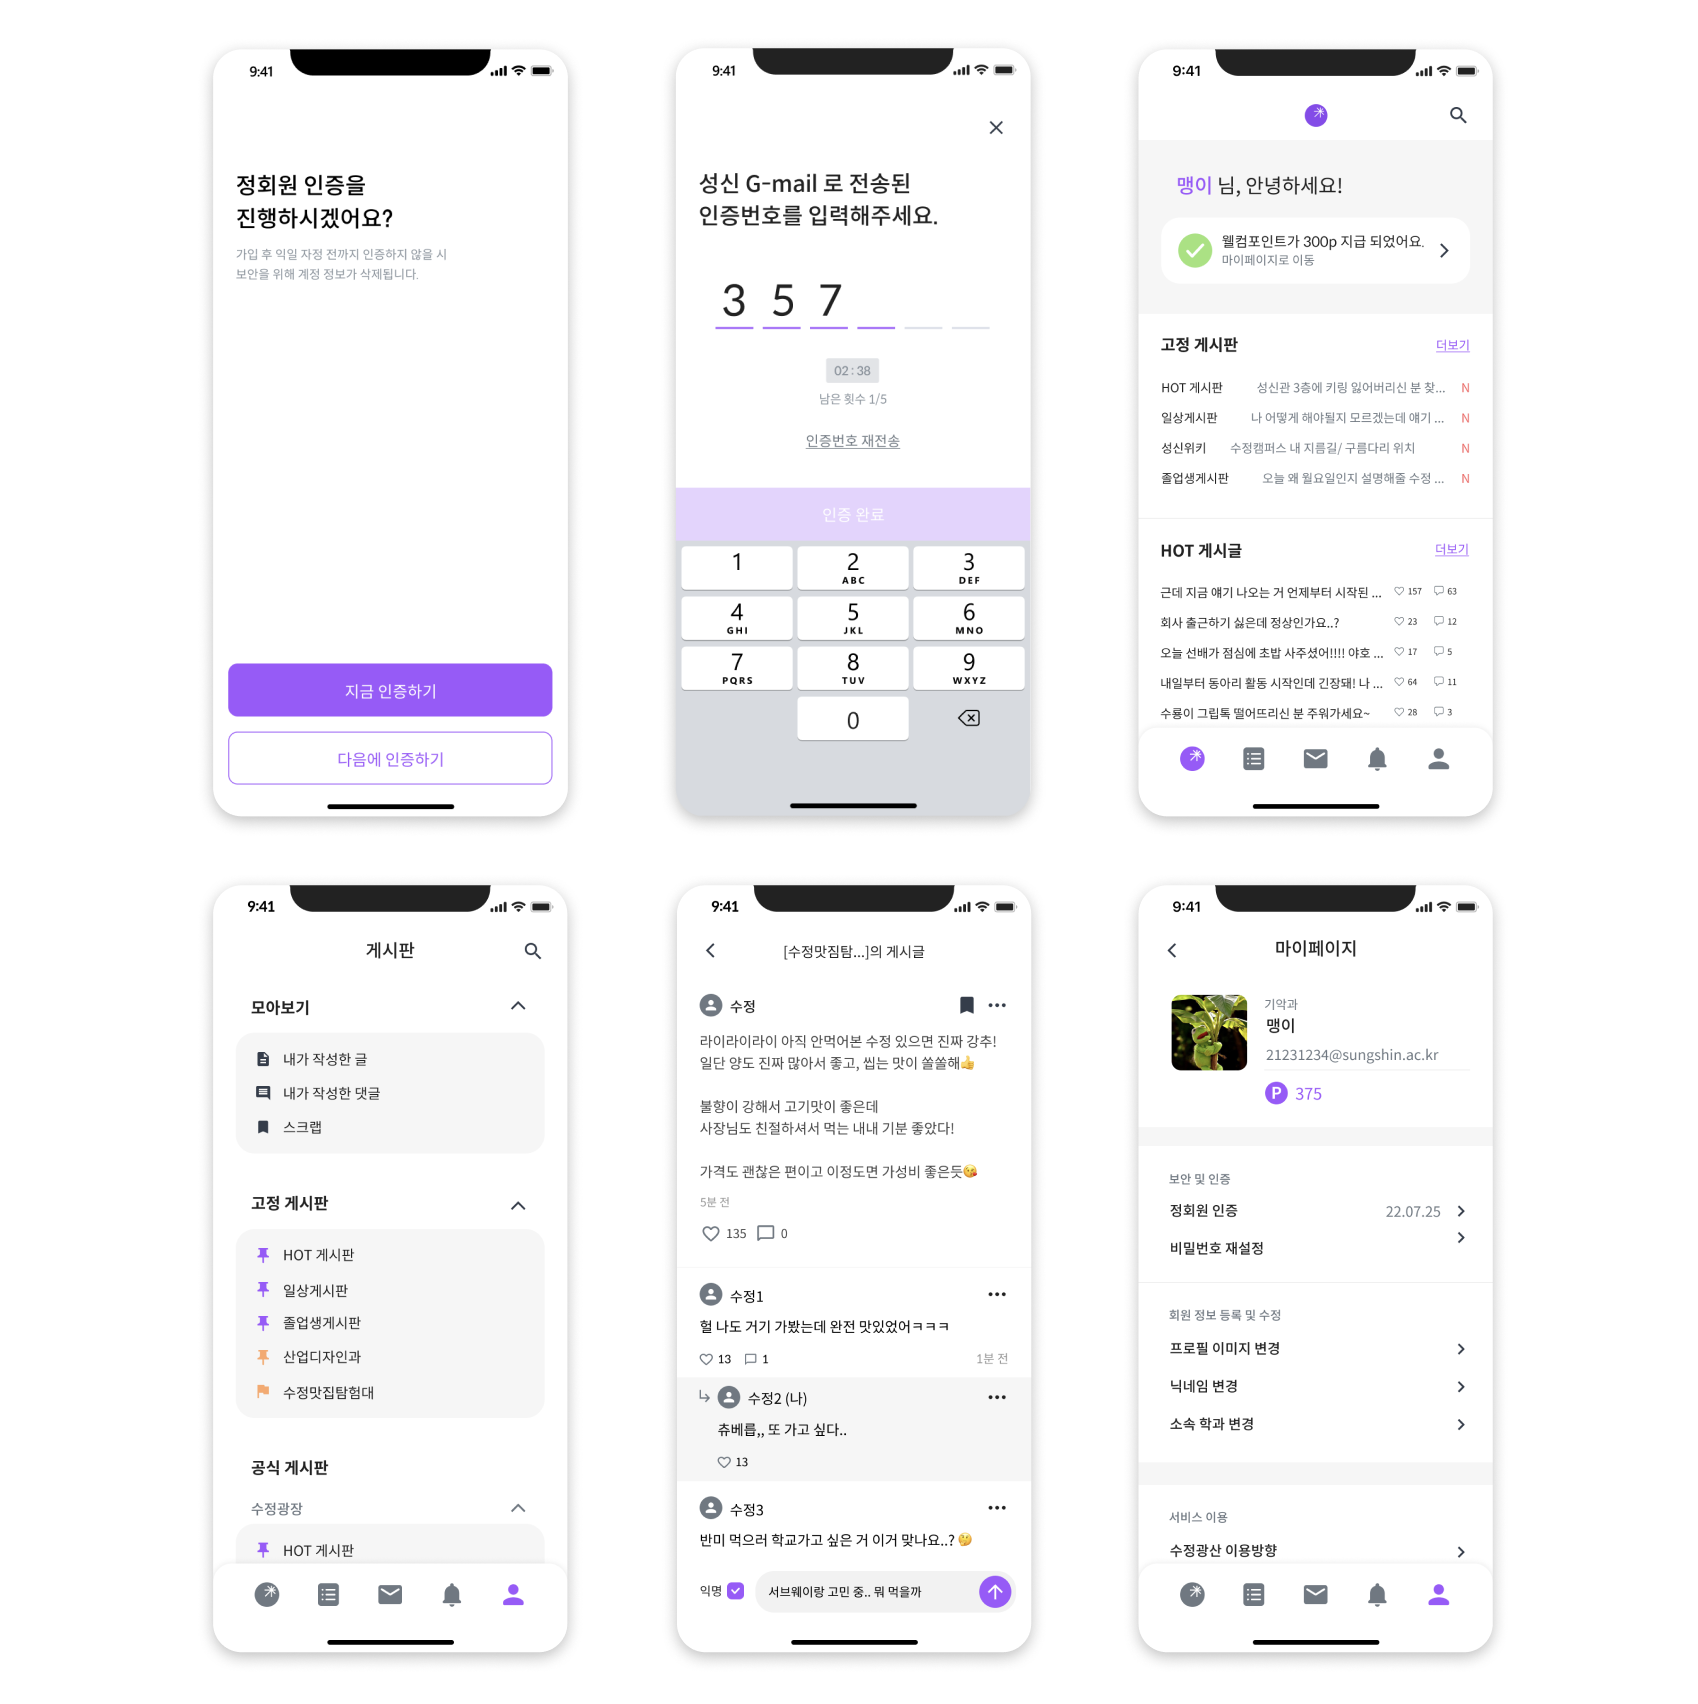 9:41
정회원 인증을
진행하시겠어요?
가입 후 익일 자정 전까지 인증하지 않을 시
보안을 위해 계정 정보가 삭제됩니다.
지금 인증하기
다음에 인증하기
9:41
성신 G-mail 로 전송된
인증번호를 입력해주세요.
3 5 7
02 : 38
남은 횟수 1/5
인증번호 재전송
인증 완료
1 2 3
ABC DEF
4 5 6
GHI JKL MNO
7 8 9
PQRS TUV WXYZ
0
9:41
맹이 님, 안녕하세요!
웰컴포인트가 300p 지급 되었어요.
마이페이지로 이동
고정 게시판 더보기
HOT 게시판 성신관 3층에 키링 잃어버리신 분 찾... N
일상게시판 나 어떻게 해야될지 모르겠는데 얘기 ... N
성신위키 수정캠퍼스 내 지름길/ 구름다리 위치 N
졸업생게시판 오늘 왜 월요일인지 설명해줄 수정 ... N
HOT 게시글 더보기
근데 지금 얘기 나오는 거 언제부터 시작된 ... 157 63
회사 출근하기 싫은데 정상인가요..? 23 12
오늘 선배가 점심에 초밥 사주셨어!!!! 야호 ... 17 5
내일부터 동아리 활동 시작인데 긴장돼! 나 ... 64 11
수룡이 그립톡 떨어뜨리신 분 주워가세요~ 28 3
9:41
게시판
모아보기
내가 작성한 글
내가 작성한 댓글
스크랩
고정 게시판
HOT 게시판
일상게시판
졸업생게시판
산업디자인과
수정맛집탐험대
공식 게시판
수정광장
HOT 게시판
9:41
[수정맛짐탐...]의 게시글
수정
라이라이라이 아직 안먹어본 수정 있으면 진짜 강추!
일단 양도 진짜 많아서 좋고, 씹는 맛이 쏠쏠해👍
불향이 강해서 고기맛이 좋은데
사장님도 친절하셔서 먹는 내내 기분 좋았다!
가격도 괜찮은 편이고 이정도면 가성비 좋은듯😘
5분 전
135 0
수정1
헐 나도 거기 가봤는데 완전 맛있었어ㅋㅋㅋ
13 1 1분 전
수정2 (나)
츄베릅,, 또 가고 싶다..
13
수정3
반미 먹으러 학교가고 싶은 거 이거 맞나요..? 🤔
익명 서브웨이랑 고민 중.. 뭐 먹을까
9:41
마이페이지
기악과
맹이
21231234@sungshin.ac.kr
P 375
보안 및 인증
정회원 인증 22.07.25
비밀번호 재설정
회원 정보 등록 및 수정
프로필 이미지 변경
닉네임 변경
소속 학과 변경
서비스 이용
수정광산 이용방향